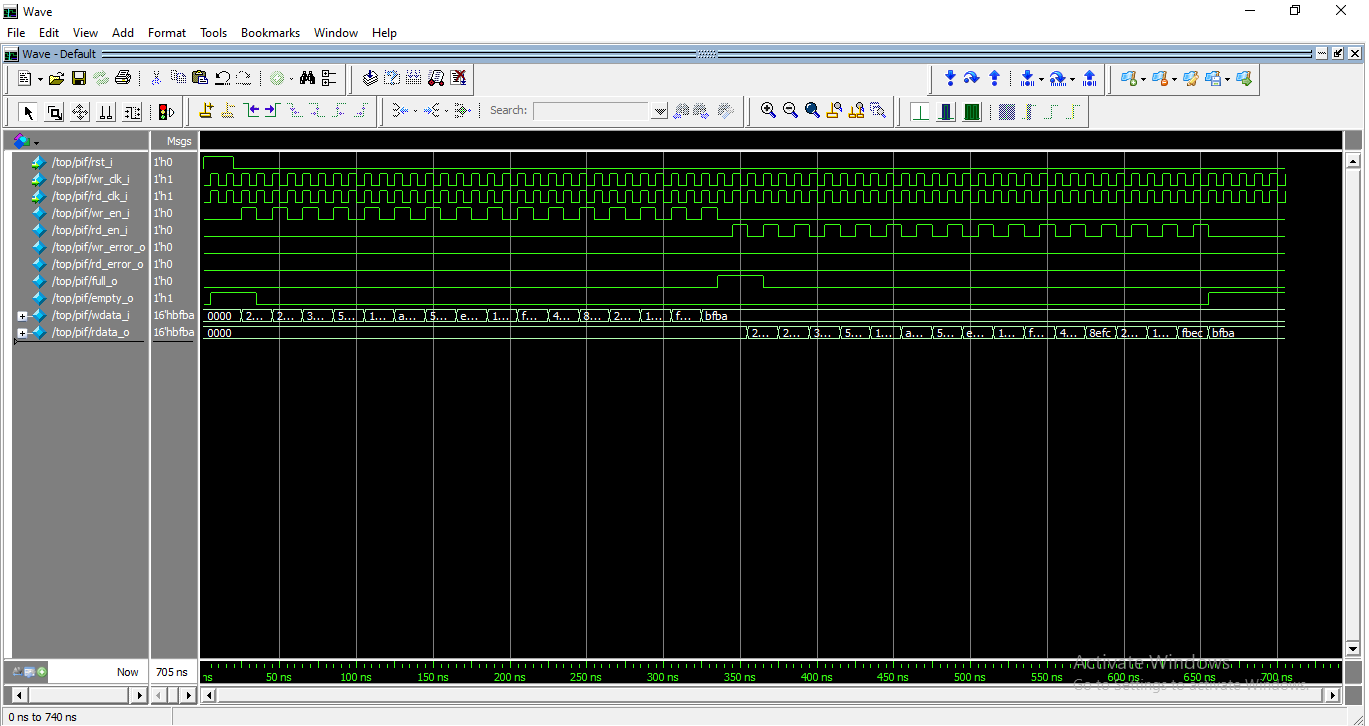 Wave
File Edit View Add Format Tools Bookmarks Window Help
Wave - Default
Search:
Msgs
/top/pif/rst_i 1'h0
/top/pif/wr_clk_i 1'h1
/top/pif/rd_clk_i 1'h1
/top/pif/wr_en_i 1'h0
/top/pif/rd_en_i 1'h0
/top/pif/wr_error_o 1'h0
/top/pif/rd_error_o 1'h0
/top/pif/full_o 1'h0
/top/pif/empty_o 1'h1
/top/pif/wdata_i 16'hbfba 0000 2... 2... 3... 5... 1... a... 5... e... 1... f... 4... 8... 2... 1... f... bfba
/top/pif/rdata_o 16'hbfba 0000 2... 2... 3... 5... 1... a... 5... e... 1... f... 4... 8efc 2... 1... fbec bfba
Now 705 ns ns 50 ns 100 ns 150 ns 200 ns 250 ns 300 ns 350 ns 400 ns 450 ns 500 ns 550 ns 600 ns 650 ns 700 ns
Activate Windows
Go to Settings to activate Windows.
0 ns to 740 ns